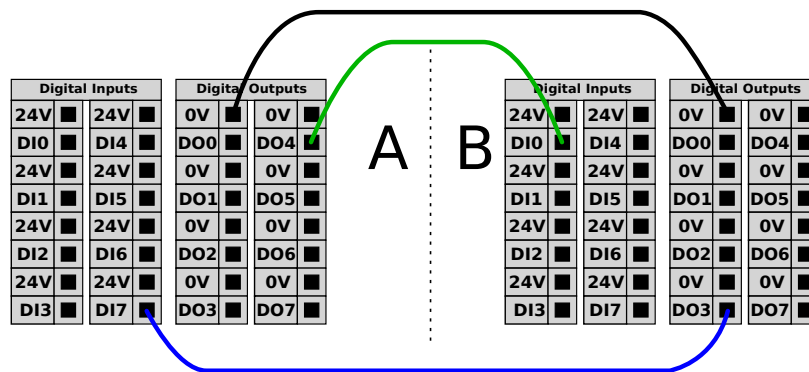 Digital Inputs Digital Outputs Digital Inputs Digital Outputs
24V 24V 0V 0V 24V 24V 0V 0V
DI0 DI4 DO0 DO4 A B DI0 DI4 DO0 DO4
24V 24V 0V 0V 24V 24V 0V 0V
DI1 DI5 DO1 DO5 DI1 DI5 DO1 DO5
24V 24V 0V 0V 24V 24V 0V 0V
DI2 DI6 DO2 DO6 DI2 DI6 DO2 DO6
24V 24V 0V 0V 24V 24V 0V 0V
DI3 DI7 DO3 DO7 DI3 DI7 DO3 DO7